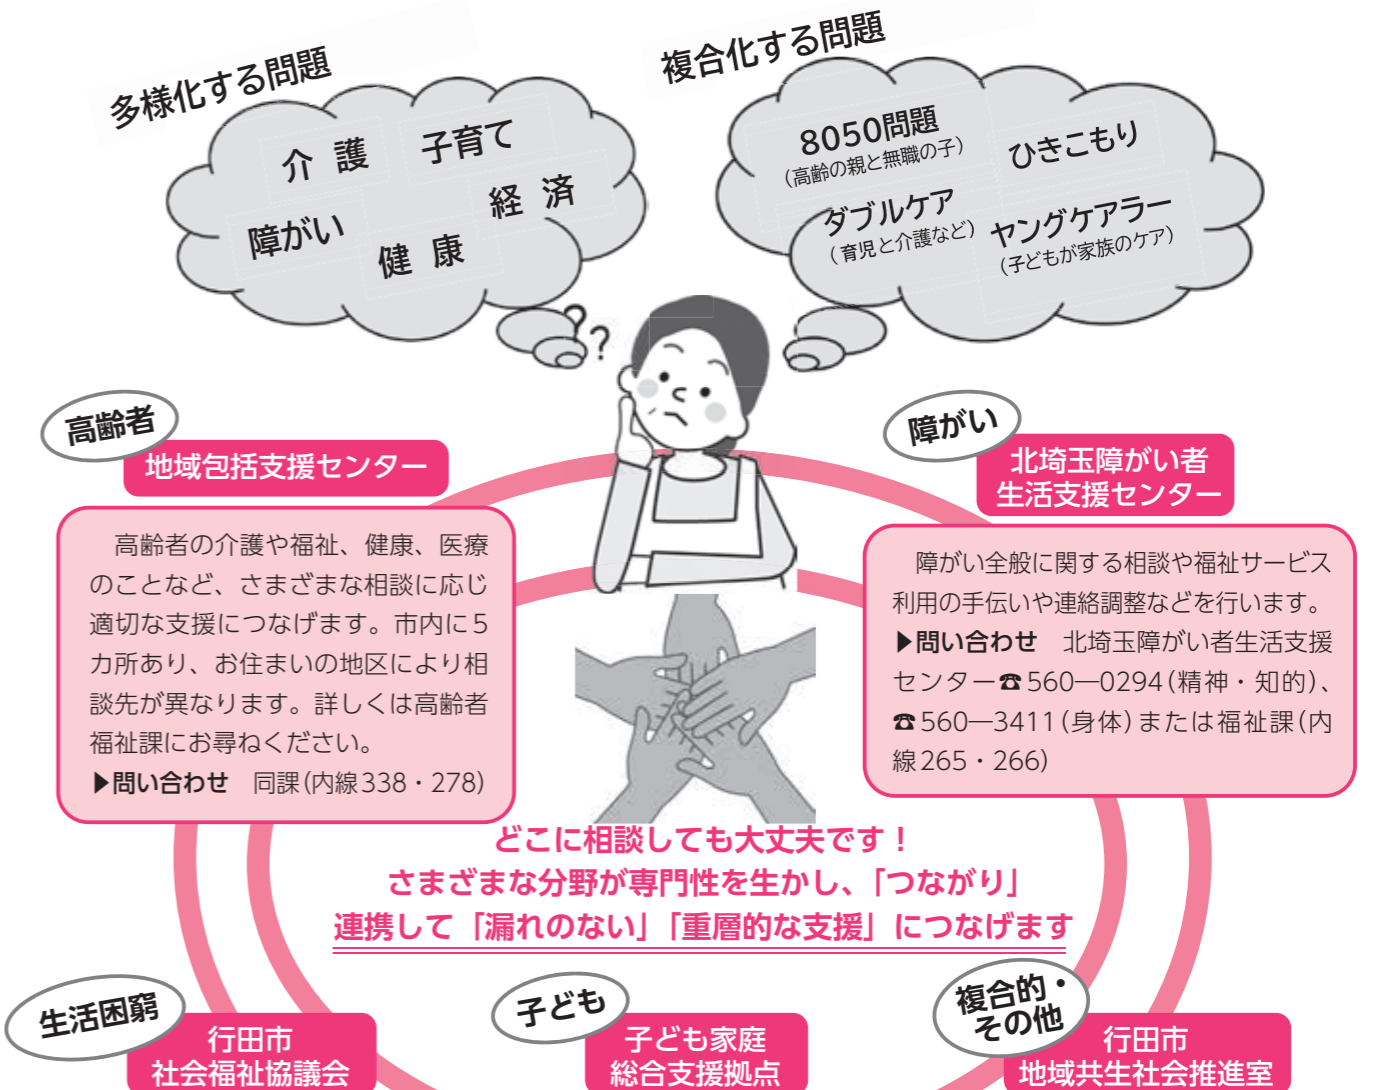 多様化する問題
介護 子育て
経済
障がい
健康
複合化する問題
8050問題
(高齢の親と無職の子)
ひきこもり
ダブルケア
(育児と介護など)
ヤングケアラー
(子どもが家族のケア)
??
高齢者
地域包括支援センター
高齢者の介護や福祉、健康、医療
のことなど、さまざまな相談に応じ
適切な支援につなげます。市内に5
カ所あり、お住まいの地区により相
談先が異なります。詳しくは高齢者
福祉課にお尋ねください。
▶問い合わせ 同課(内線338・278)
障がい
北埼玉障がい者
生活支援センター
障がい全般に関する相談や福祉サービス
利用の手伝いや連絡調整などを行います。
▶問い合わせ 北埼玉障がい者生活支援
センター☎560―0294(精神・知的)、
☎560―3411(身体)または福祉課(内
線265・266)
どこに相談しても大丈夫です!
さまざまな分野が専門性を生かし、「つながり」
連携して「漏れのない」「重層的な支援」につなげます
生活困窮
行田市
社会福祉協議会
子ども
子ども家庭
総合支援拠点
複合的・
その他
行田市
地域共生社会推進室